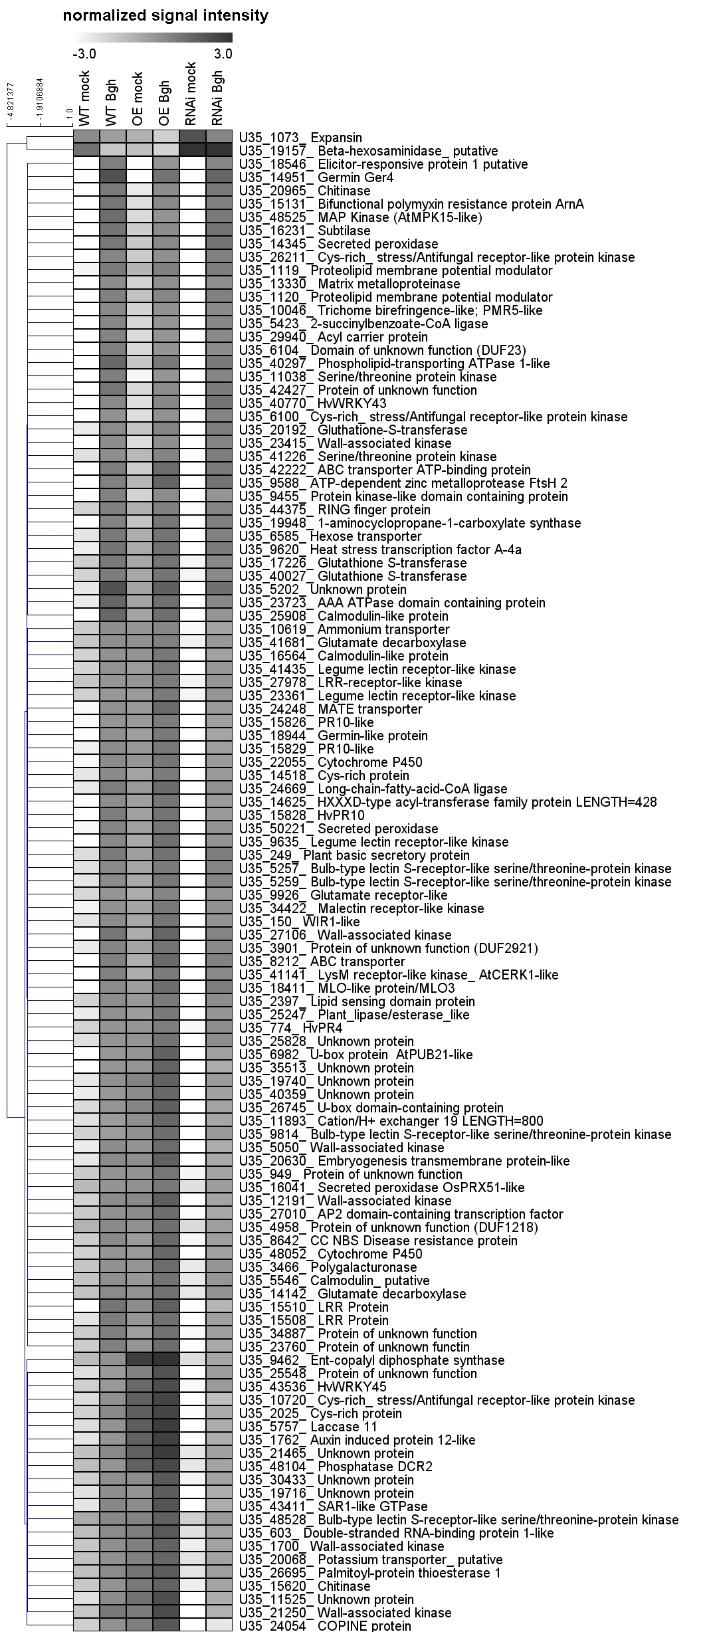 normalized signal intensity
-3.0 3.0
-4.821377
-1.9106884
1.0
WT mock
WT Bgh
OE mock
OE Bgh
RNAi mock
RNAi Bgh
U35_1073_ Expansin
U35_19157_ Beta-hexosaminidase_ putative
U35_18546_ Elicitor-responsive protein 1 putative
U35_14951_ Germin Ger4
U35_20965_ Chitinase
U35_15131_ Bifunctional polymyxin resistance protein ArnA
U35_48525_ MAP Kinase (AtMPK15-like)
U35_16231_ Subtilase
U35_14345_ Secreted peroxidase
U35_26211_ Cys-rich_ stress/Antifungal receptor-like protein kinase
U35_1119_ Proteolipid membrane potential modulator
U35_13330_ Matrix metalloproteinase
U35_1120_ Proteolipid membrane potential modulator
U35_10046_ Trichome birefringence-like; PMR5-like
U35_5423_ 2-succinylbenzoate-CoA ligase
U35_29940_ Acyl carrier protein
U35_6104_ Domain of unknown function (DUF23)
U35_40297_ Phospholipid-transporting ATPase 1-like
U35_11038_ Serine/threonine protein kinase
U35_42427_ Protein of unknown function
U35_40770_ HvWRKY43
U35_6100_ Cys-rich_ stress/Antifungal receptor-like protein kinase
U35_20192_ Gluthatione-S-transferase
U35_23415_ Wall-associated kinase
U35_41226_ Serine/threonine protein kinase
U35_42222_ ABC transporter ATP-binding protein
U35_9588_ ATP-dependent zinc metalloprotease FtsH 2
U35_9455_ Protein kinase-like domain containing protein
U35_44375_ RING finger protein
U35_19948_ 1-aminocyclopropane-1-carboxylate synthase
U35_6585_ Hexose transporter
U35_9620_ Heat stress transcription factor A-4a
U35_17226_ Glutathione S-transferase
U35_40027_ Glutathione S-transferase
U35_5202_ Unknown protein
U35_23723_ AAA ATPase domain containing protein
U35_25908_ Calmodulin-like protein
U35_10619_ Ammonium transporter
U35_41681_ Glutamate decarboxylase
U35_16564_ Calmodulin-like protein
U35_41435_ Legume lectin receptor-like kinase
U35_27978_ LRR-receptor-like kinase
U35_23361_ Legume lectin receptor-like kinase
U35_24248_ MATE transporter
U35_15826_ PR10-like
U35_18944_ Germin-like protein
U35_15829_ PR10-like
U35_22055_ Cytochrome P450
U35_14518_ Cys-rich protein
U35_24669_ Long-chain-fatty-acid-CoA ligase
U35_14625_ HXXXD-type acyl-transferase family protein LENGTH=428
U35_15828_ HvPR10
U35_50221_ Secreted peroxidase
U35_9635_ Legume lectin receptor-like kinase
U35_249_ Plant basic secretory protein
U35_5257_ Bulb-type lectin S-receptor-like serine/threonine-protein kinase
U35_5259_ Bulb-type lectin S-receptor-like serine/threonine-protein kinase
U35_9926_ Glutamate receptor-like
U35_34422_ Malectin receptor-like kinase
U35_150_ WIR1-like
U35_27106_ Wall-associated kinase
U35_3901_ Protein of unknown function (DUF2921)
U35_8212_ ABC transporter
U35_41141_ LysM receptor-like kinase_ AtCERK1-like
U35_18411_ MLO-like protein/MLO3
U35_2397_ Lipid sensing domain protein
U35_25247_ Plant_lipase/esterase_like
U35_774_ HvPR4
U35_25828_ Unknown protein
U35_6982_ U-box protein AtPUB21-like
U35_35513_ Unknown protein
U35_19740_ Unknown protein
U35_40359_ Unknown protein
U35_26745_ U-box domain-containing protein
U35_11893_ Cation/H+ exchanger 19 LENGTH=800
U35_9814_ Bulb-type lectin S-receptor-like serine/threonine-protein kinase
U35_5050_ Wall-associated kinase
U35_20630_ Embryogenesis transmembrane protein-like
U35_949_ Protein of unknown function
U35_16041_ Secreted peroxidase OsPRX51-like
U35_12191_ Wall-associated kinase
U35_27010_ AP2 domain-containing transcription factor
U35_4958_ Protein of unknown function (DUF1218)
U35_8642_ CC NBS Disease resistance protein
U35_48052_ Cytochrome P450
U35_3466_ Polygalacturonase
U35_5546_ Calmodulin_ putative
U35_14142_ Glutamate decarboxylase
U35_15510_ LRR Protein
U35_15508_ LRR Protein
U35_34887_ Protein of unknown function
U35_23760_ Protein of unknown functin
U35_9462_ Ent-copalyl diphosphate synthase
U35_25548_ Protein of unknown function
U35_43536_ HvWRKY45
U35_10720_ Cys-rich_ stress/Antifungal receptor-like protein kinase
U35_2025_ Cys-rich protein
U35_5757_ Laccase 11
U35_1762_ Auxin induced protein 12-like
U35_21465_ Unknown protein
U35_48104_ Phosphatase DCR2
U35_30433_ Unknown protein
U35_19716_ Unknown protein
U35_43411_ SAR1-like GTPase
U35_48528_ Bulb-type lectin S-receptor-like serine/threonine-protein kinase
U35_603_ Double-stranded RNA-binding protein 1-like
U35_1700_ Wall-associated kinase
U35_20068_ Potassium transporter_ putative
U35_26695_ Palmitoyl-protein thioesterase 1
U35_15620_ Chitinase
U35_11525_ Unknown protein
U35_21250_ Wall-associated kinase
U35_24054_ COPINE protein